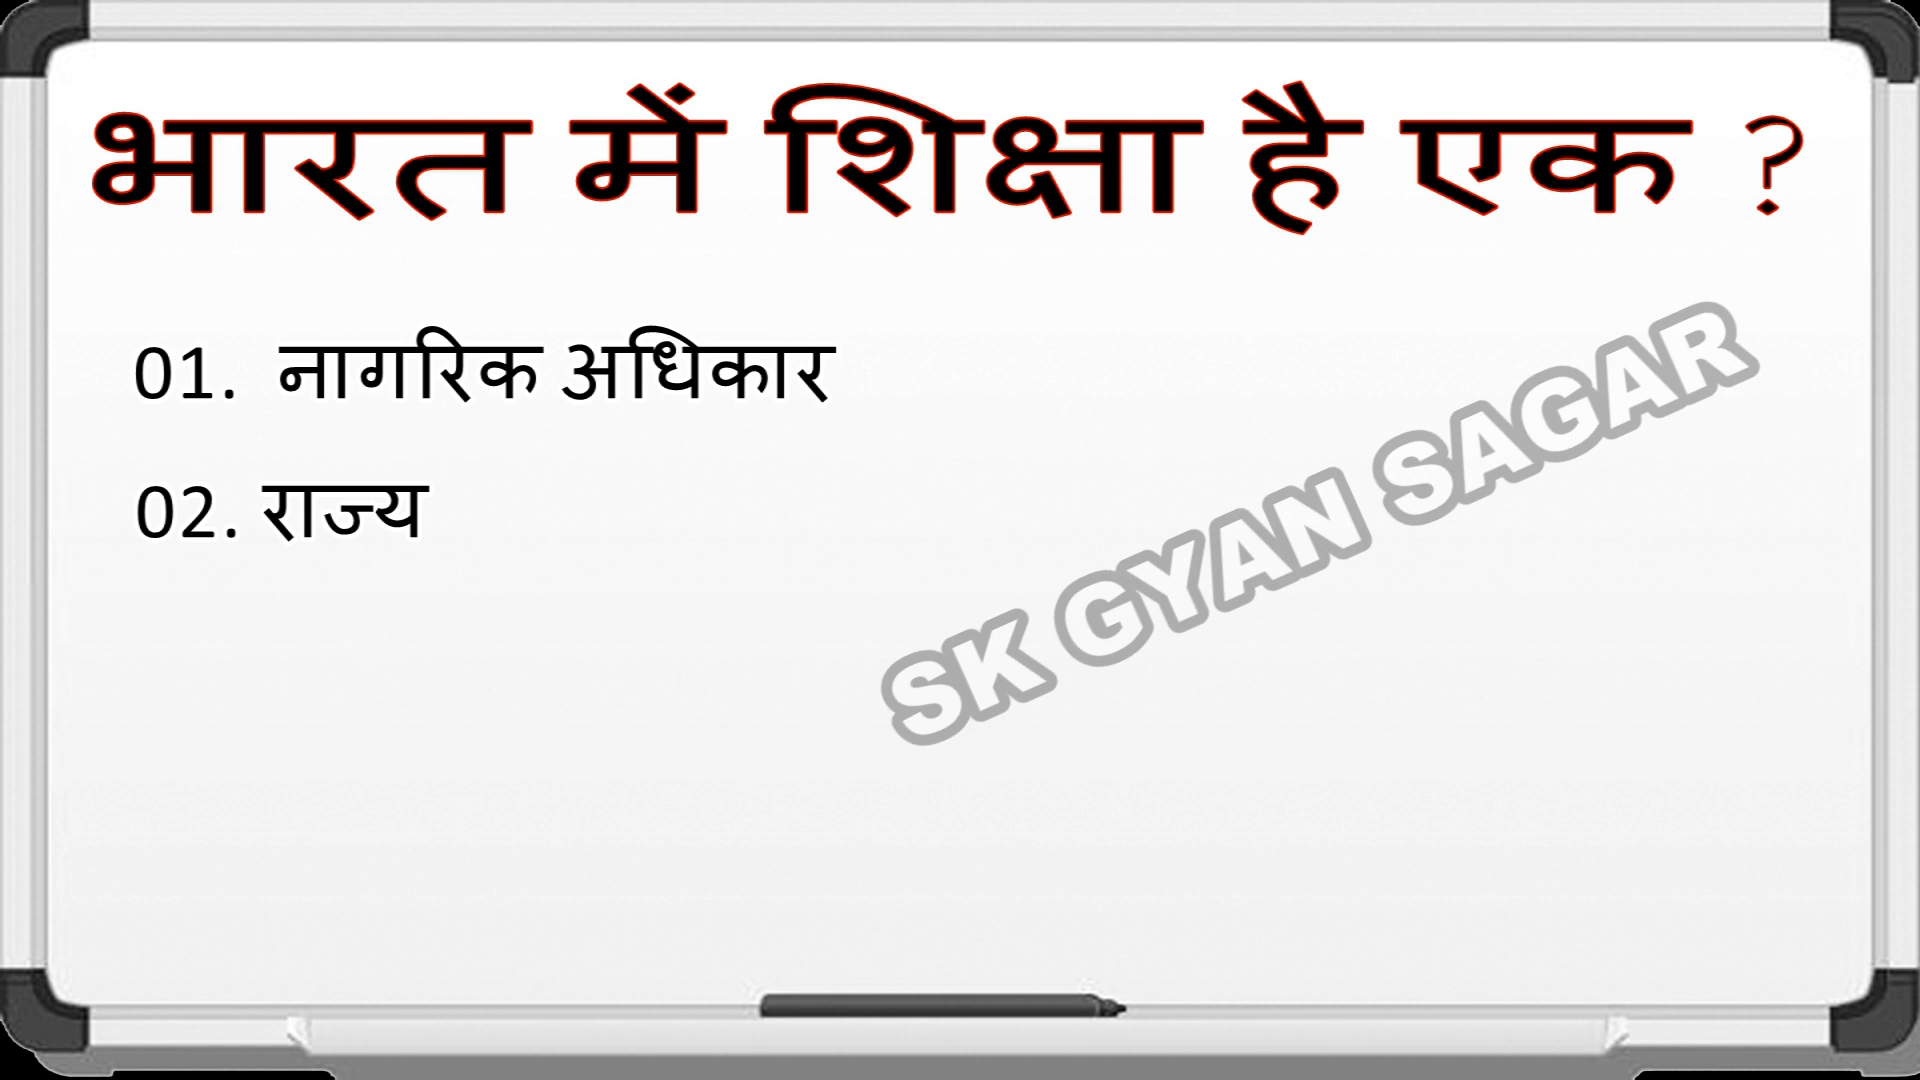 भारत में शिक्षा है एक ?
01. नागरिक अधिकार
02. राज्य
SK GYAN SAGAR